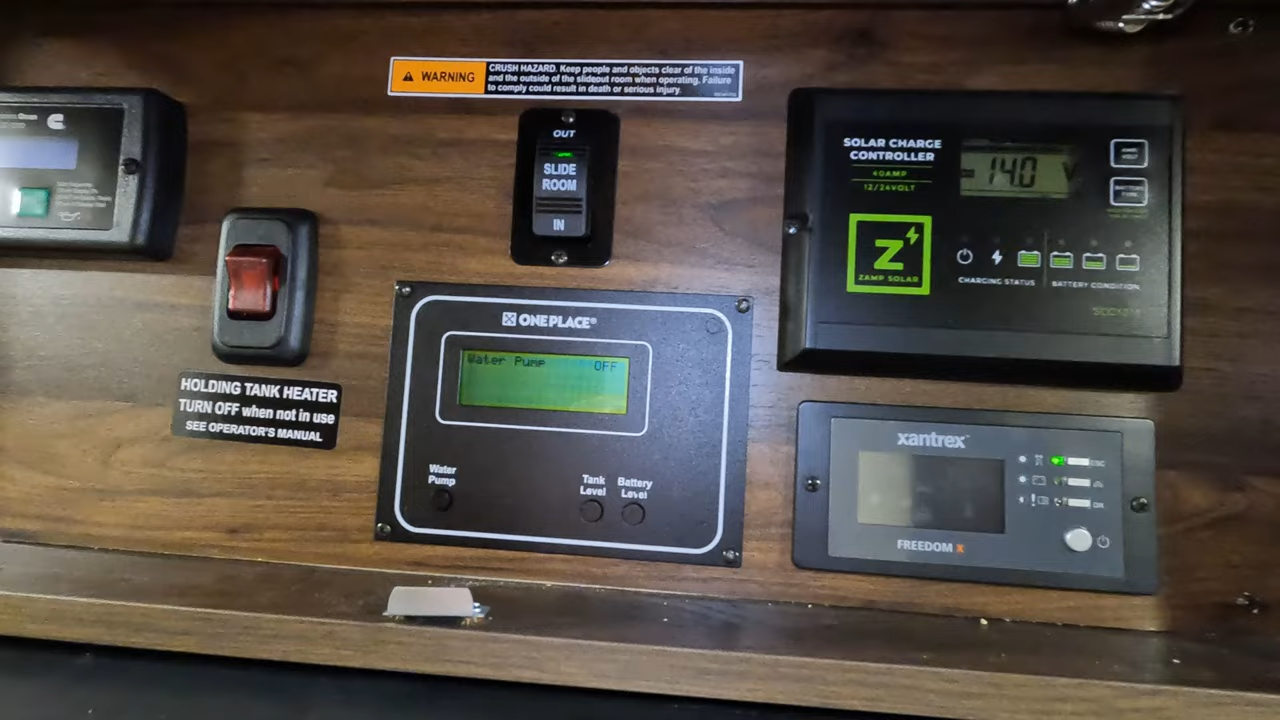 WARNING
CRUSH HAZARD. Keep people and objects clear of the inside
and the outside of the slideout room when operating. Failure
to comply could result in death or serious injury.
OUT
SLIDE
ROOM
IN
HOLDING TANK HEATER
TURN OFF when not in use
SEE OPERATOR'S MANUAL
ONE PLACE®
Water Pump OFF
Water
Pump
Tank
Level
Battery
Level
SOLAR CHARGE
CONTROLLER
40AMP
12/24VOLT
14.0 V
Z
ZAMP SOLAR
CHARGING STATUS
BATTERY CONDITION
xantrex
FREEDOM X